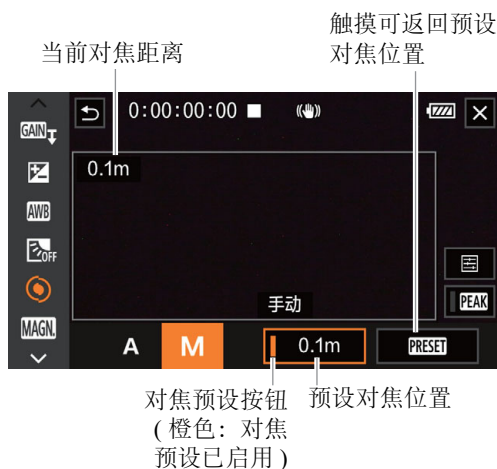 触摸可返回预设
对焦位置
当前对焦距离
0:00:00:00
GAIN
0.1m
AWB
OFF
手动
PEAK
MAGN.
A M 0.1m PRESET
对焦预设按钮
(橙色：对焦
预设已启用)
预设对焦位置